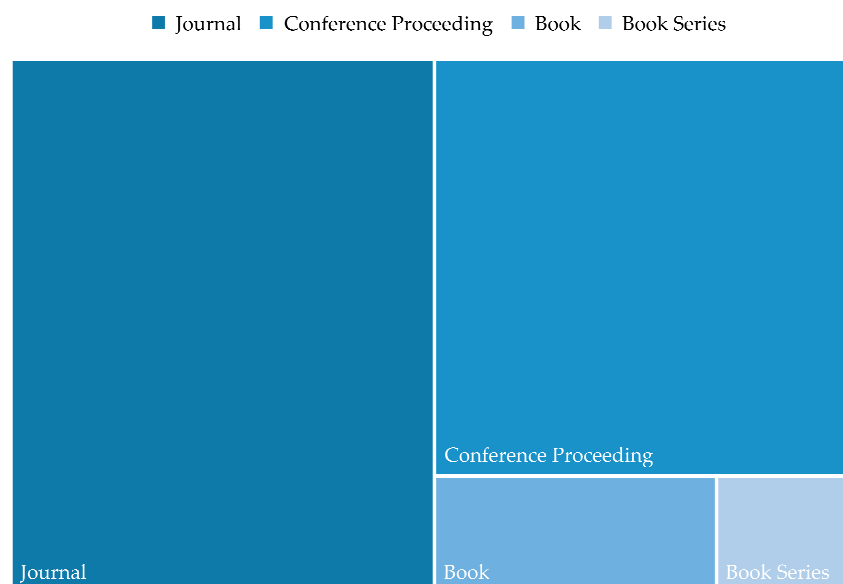 Journal Conference Proceeding Book Book Series
Conference Proceeding
Journal
Book
Book Series